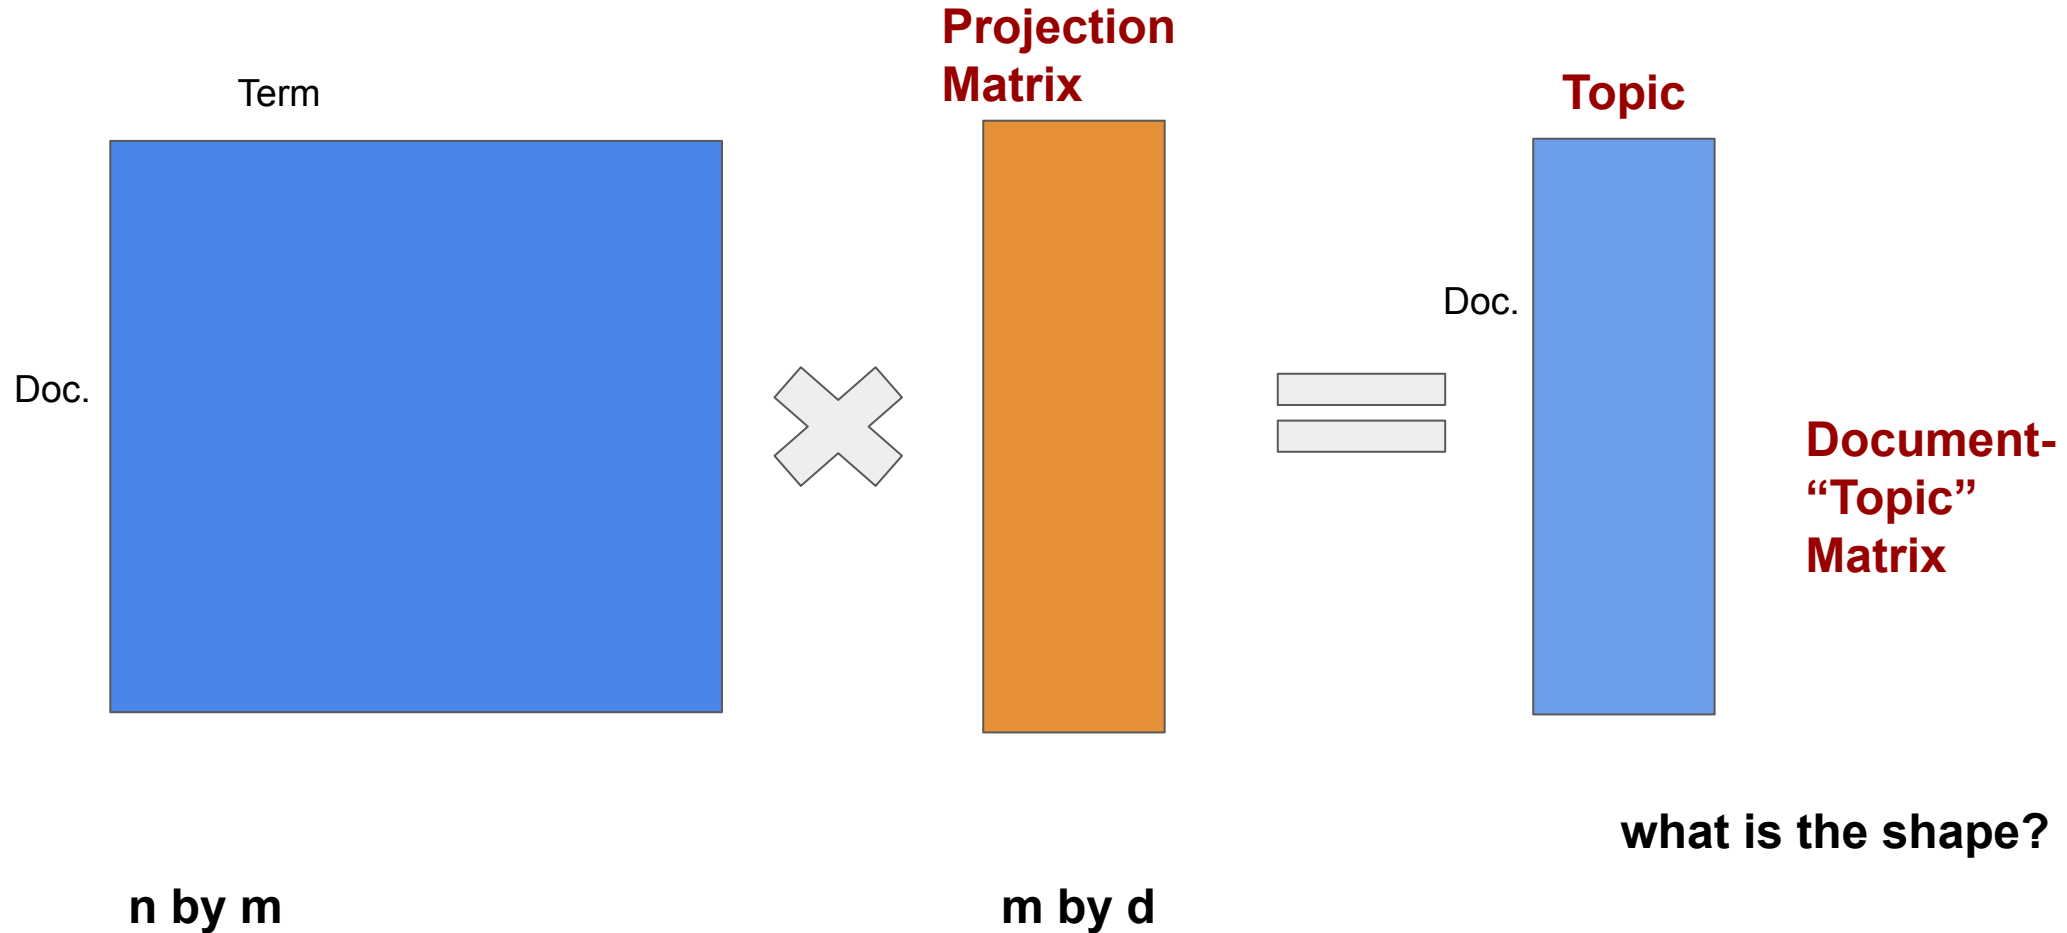 Projection
Matrix
Term
Topic
Doc.
Doc.
Document-
“Topic”
Matrix
what is the shape?
n by m
m by d